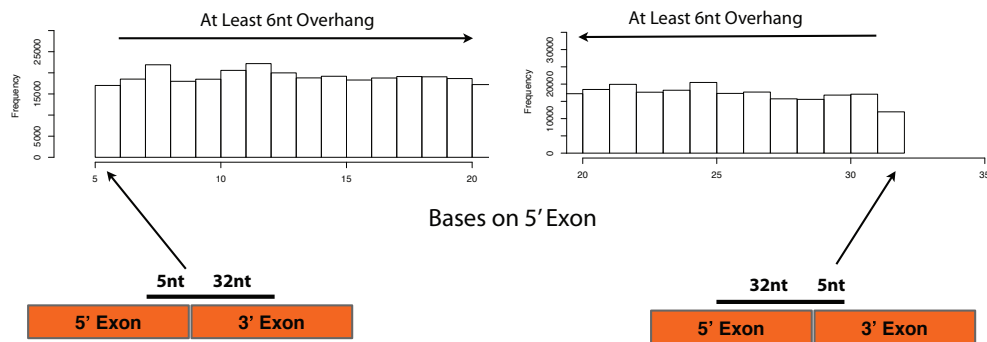 At Least 6nt Overhang
At Least 6nt Overhang
Frequency
0 5000 15000 25000
5 10 15 20
Frequency
0 10000 20000 30000
20 25 30 35
Bases on 5' Exon
5nt 32nt
5' Exon 3' Exon
32nt 5nt
5' Exon 3' Exon